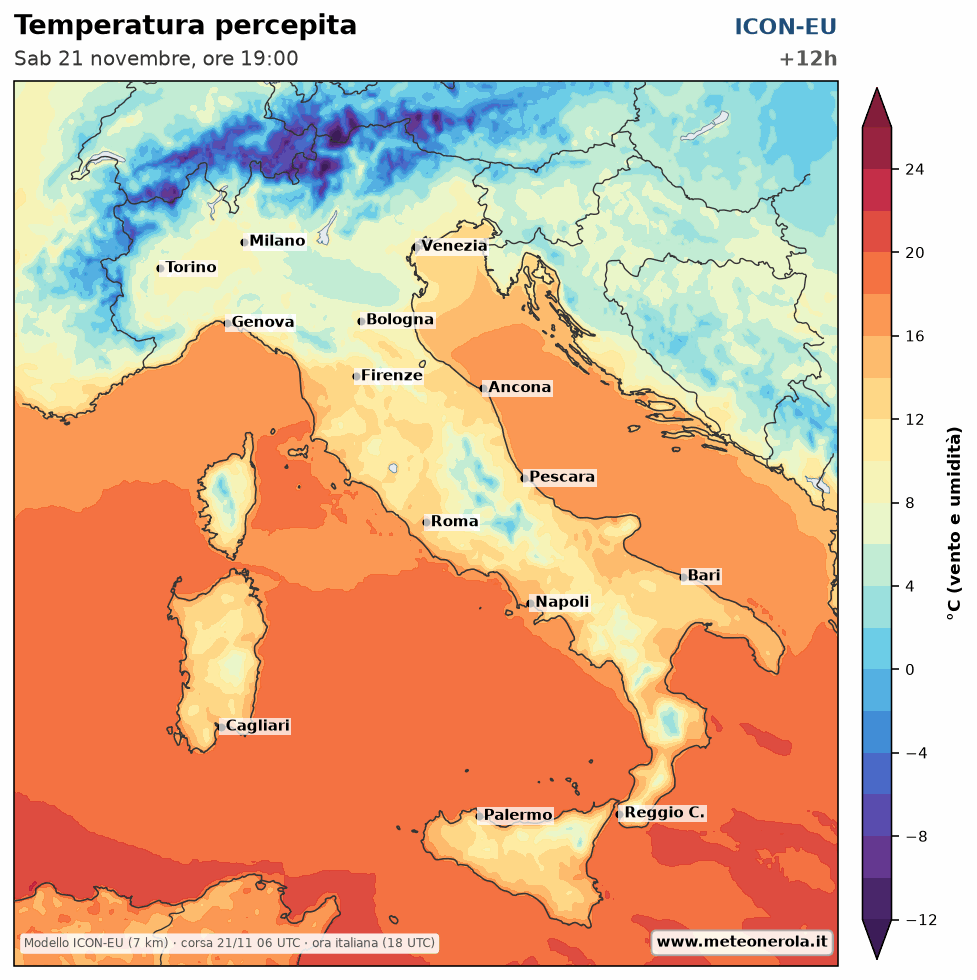 Temperatura percepita
ICON-EU
Sab 21 novembre, ore 19:00
+12h
Milano
Venezia
Torino
Genova
Bologna
Firenze
Ancona
Pescara
Roma
Bari
Napoli
Cagliari
Palermo
Reggio C.
24
20
16
12
8
4
0
−4
−8
−12
°C (vento e umidità)
Modello ICON-EU (7 km) · corsa 21/11 06 UTC · ora italiana (18 UTC)
www.meteonerola.it